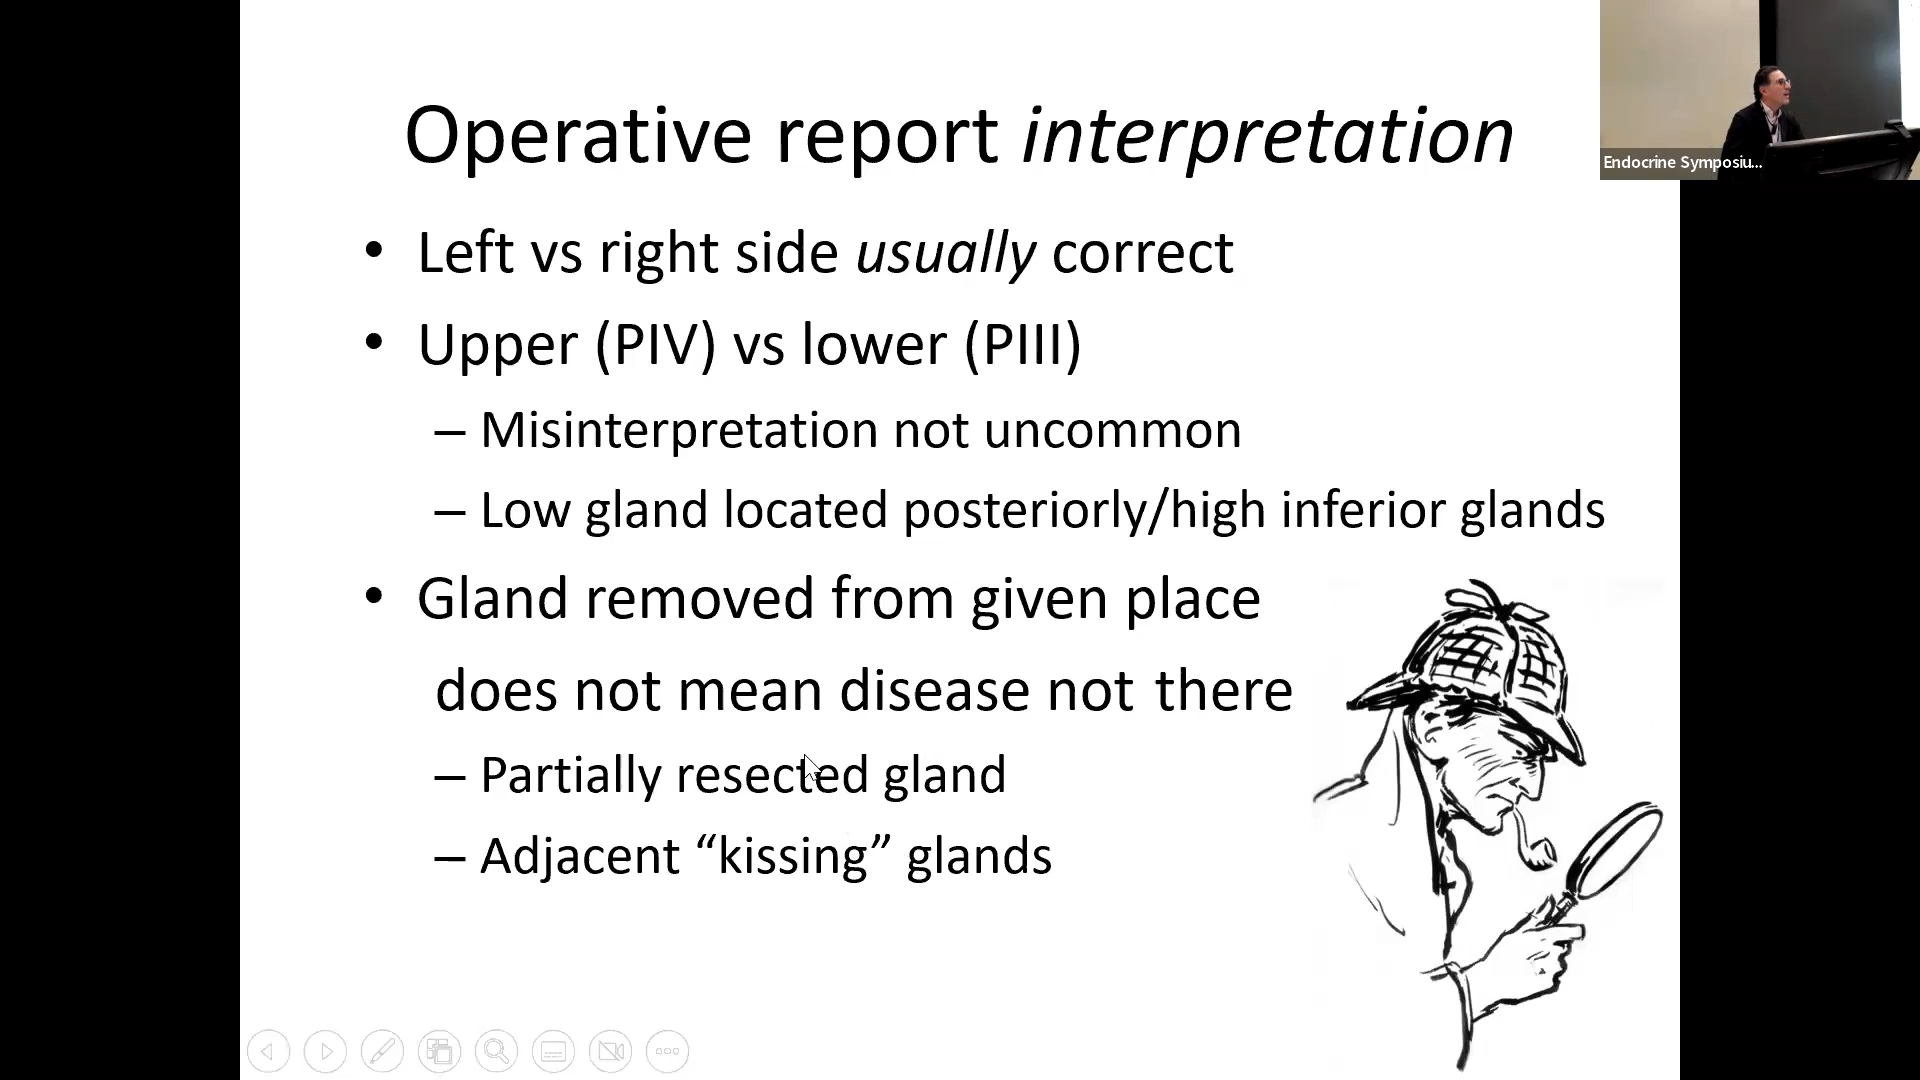 Operative report interpretation
Endocrine Symposiu...
• Left vs right side usually correct
• Upper (PIV) vs lower (PIII)
– Misinterpretation not uncommon
– Low gland located posteriorly/high inferior glands
• Gland removed from given place
does not mean disease not there
– Partially resected gland
– Adjacent “kissing” glands